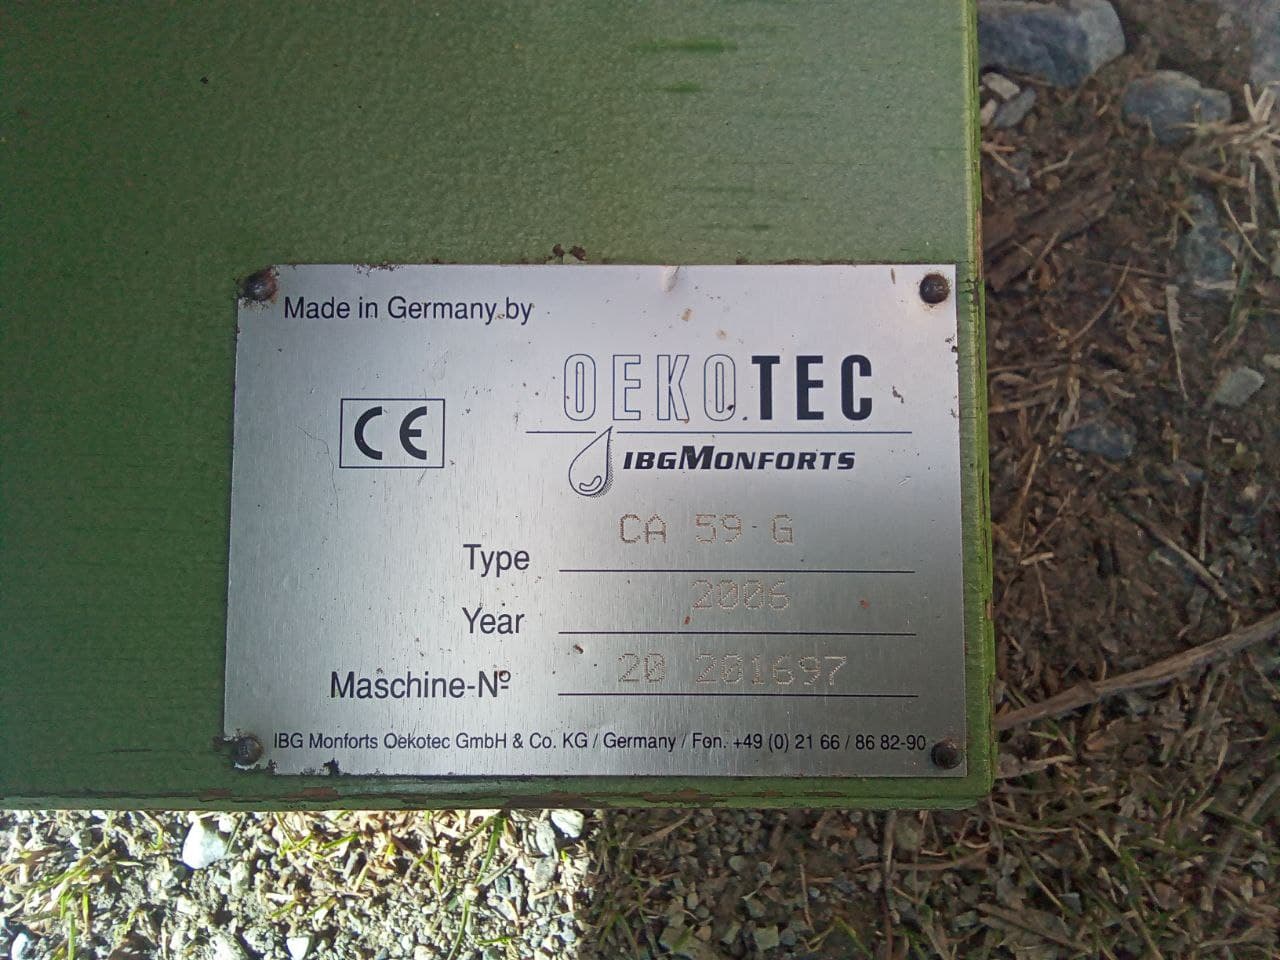 Made in Germany by
CE
OEKOTEC
IBGMONFORTS
Type CA 59 G
Year 2006
Maschine-Nº 20 201697
IBG Monforts Oekotec GmbH & Co. KG / Germany / Fon. +49 (0) 21 66 / 86 82-90